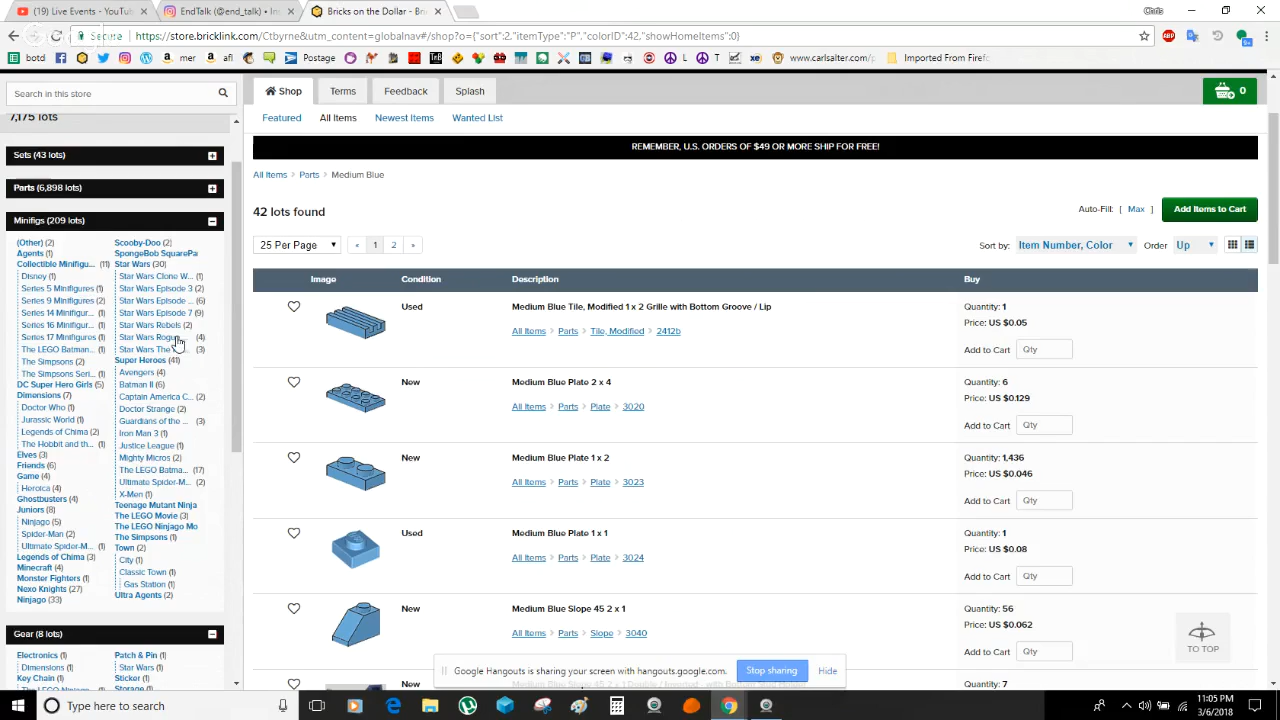 (19) Live Events - YouTu
EndTalk (@end_talk) • Ins
Bricks on the Dollar - Bri
Chris
Secure
https://store.bricklink.com/Ctbyrne&utm_content=globalnav#/shop?o={"sort":2,"itemType":"P","colorID":42,"showHomeItems":0}
botd
mer
afl
Postage
L
T
www.carlsalter.com/
Imported From Firefo
Search in this store
7,175 lots
Sets (43 lots)
Parts (6,898 lots)
Minifigs (209 lots)
(Other) (2)
Agents (1)
Collectible Minifigu... (11)
Disney (1)
Series 5 Minifigures (1)
Series 9 Minifigures (2)
Series 14 Minifigur... (1)
Series 16 Minifigur... (1)
Series 17 Minifigures (1)
The LEGO Batman... (1)
The Simpsons (2)
The Simpsons Seri... (1)
DC Super Hero Girls (5)
Dimensions (7)
Doctor Who (1)
Jurassic World (1)
Legends of Chima (2)
The Hobbit and th... (1)
Elves (3)
Friends (6)
Game (4)
Heroica (4)
Ghostbusters (4)
Juniors (8)
Ninjago (5)
Spider-Man (2)
Ultimate Spider-M... (1)
Legends of Chima (3)
Minecraft (4)
Monster Fighters (1)
Nexo Knights (27)
Ninjago (33)
Scooby-Doo (2)
SpongeBob SquarePa
Star Wars (30)
Star Wars Clone W... (1)
Star Wars Episode 3 (2)
Star Wars Episode ... (6)
Star Wars Episode 7 (9)
Star Wars Rebels (2)
Star Wars Rogu... (4)
Star Wars The ... (3)
Super Heroes (41)
Avengers (4)
Batman II (6)
Captain America C... (2)
Doctor Strange (2)
Guardians of the ... (3)
Iron Man 3 (1)
Justice League (1)
Mighty Micros (2)
The LEGO Batma... (17)
Ultimate Spider-M... (2)
X-Men (1)
Teenage Mutant Ninja
The LEGO Movie (3)
The LEGO Ninjago Mo
The Simpsons (1)
Town (2)
City (1)
Classic Town (1)
Gas Station (1)
Ultra Agents (2)
Gear (8 lots)
Electronics (1)
Dimensions (1)
Key Chain (1)
Patch & Pin (1)
Star Wars (1)
Sticker (1)
Storage (1)
Shop
Terms
Feedback
Splash
0
Featured
All Items
Newest Items
Wanted List
REMEMBER, U.S. ORDERS OF $49 OR MORE SHIP FOR FREE!
All Items > Parts > Medium Blue
42 lots found
Auto-Fill: [ Max ]
Add Items to Cart
25 Per Page
« 1 2 »
Sort by: Item Number, Color Order Up
Image Condition Description Buy
Used
Medium Blue Tile, Modified 1 x 2 Grille with Bottom Groove / Lip
All Items > Parts > Tile, Modified > 2412b
Quantity: 1
Price: US $0.05
Add to Cart Qty
New
Medium Blue Plate 2 x 4
All Items > Parts > Plate > 3020
Quantity: 6
Price: US $0.129
Add to Cart Qty
New
Medium Blue Plate 1 x 2
All Items > Parts > Plate > 3023
Quantity: 1,436
Price: US $0.046
Add to Cart Qty
Used
Medium Blue Plate 1 x 1
All Items > Parts > Plate > 3024
Quantity: 1
Price: US $0.08
Add to Cart Qty
New
Medium Blue Slope 45 2 x 1
All Items > Parts > Slope > 3040
Quantity: 56
Price: US $0.062
Add to Cart Qty
TO TOP
New
Quantity: 7
Google Hangouts is sharing your screen with hangouts.google.com.
Stop sharing
Hide
Type here to search
11:05 PM
3/6/2018